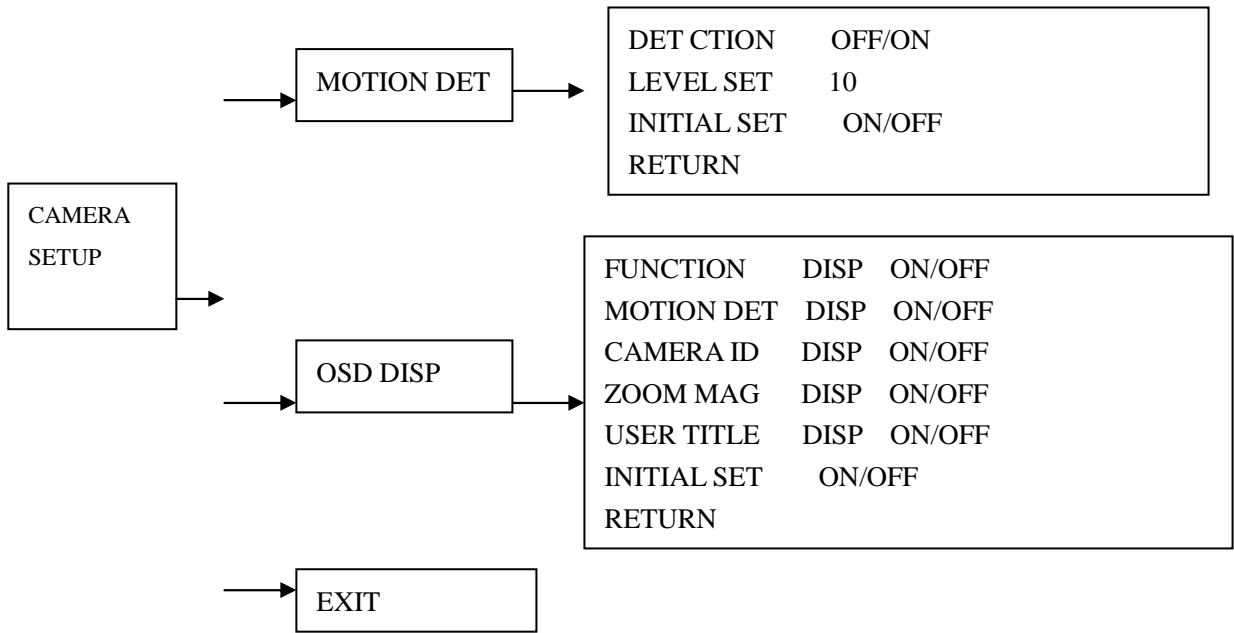 MOTION DET
DET CTION OFF/ON
LEVEL SET 10
INITIAL SET ON/OFF
RETURN
CAMERA
SETUP
OSD DISP
FUNCTION DISP ON/OFF
MOTION DET DISP ON/OFF
CAMERA ID DISP ON/OFF
ZOOM MAG DISP ON/OFF
USER TITLE DISP ON/OFF
INITIAL SET ON/OFF
RETURN
EXIT